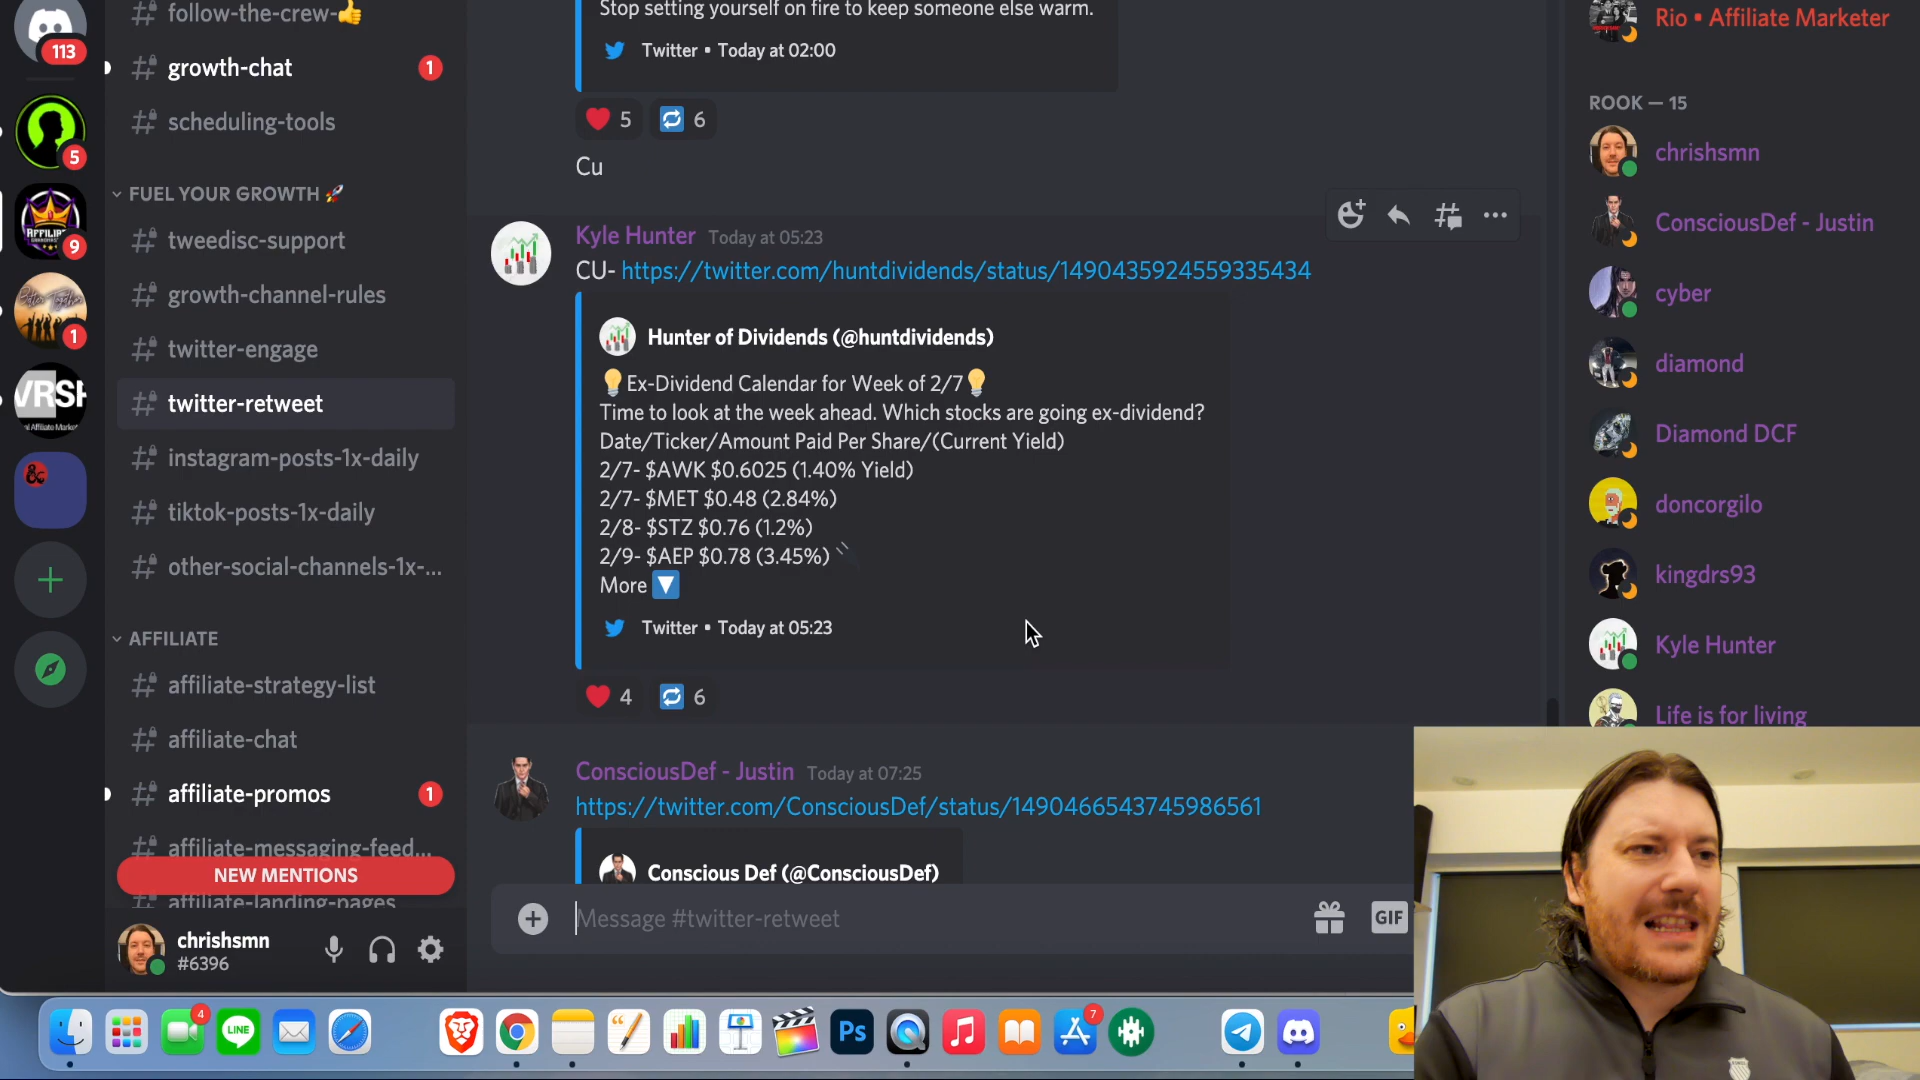 113
5
9
1
VRSH
follow-the-crew-👍
growth-chat
1
scheduling-tools
FUEL YOUR GROWTH 🚀
tweedisc-support
growth-channel-rules
twitter-engage
twitter-retweet
instagram-posts-1x-daily
tiktok-posts-1x-daily
other-social-channels-1x-...
AFFILIATE
affiliate-strategy-list
affiliate-chat
affiliate-promos
1
affiliate-messaging-feed...
NEW MENTIONS
affiliate-landing-pages
chrishsmn
#6396
Stop setting yourself on fire to keep someone else warm.
Twitter • Today at 02:00
5
6
Cu
Kyle Hunter Today at 05:23
CU- https://twitter.com/huntdividends/status/1490435924559335434
Hunter of Dividends (@huntdividends)
💡Ex-Dividend Calendar for Week of 2/7💡
Time to look at the week ahead. Which stocks are going ex-dividend?
Date/Ticker/Amount Paid Per Share/(Current Yield)
2/7- $AWK $0.6025 (1.40% Yield)
2/7- $MET $0.48 (2.84%)
2/8- $STZ $0.76 (1.2%)
2/9- $AEP $0.78 (3.45%)
More 🔽
Twitter • Today at 05:23
4
6
ConsciousDef - Justin Today at 07:25
https://twitter.com/ConsciousDef/status/1490466543745986561
Conscious Def (@ConsciousDef)
Message #twitter-retweet
GIF
Rio • Affiliate Marketer
ROOK — 15
chrishsmn
ConsciousDef - Justin
cyber
diamond
Diamond DCF
doncorgilo
kingdrs93
Kyle Hunter
Life is for living
4
LINE
Ps
7